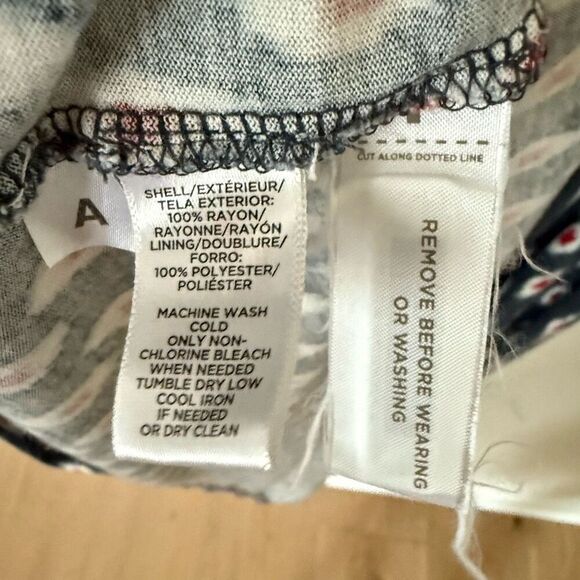 A
SHELL/EXTÉRIEUR/
TELA EXTERIOR:
100% RAYON/
RAYONNE/RAYÓN
LINING/DOUBLURE/
FORRO:
100% POLYESTER/
POLIÉSTER
MACHINE WASH
COLD
ONLY NON-
CHLORINE BLEACH
WHEN NEEDED
TUMBLE DRY LOW
COOL IRON
IF NEEDED
OR DRY CLEAN
CUT ALONG DOTTED LINE
REMOVE BEFORE WEARING
OR WASHING